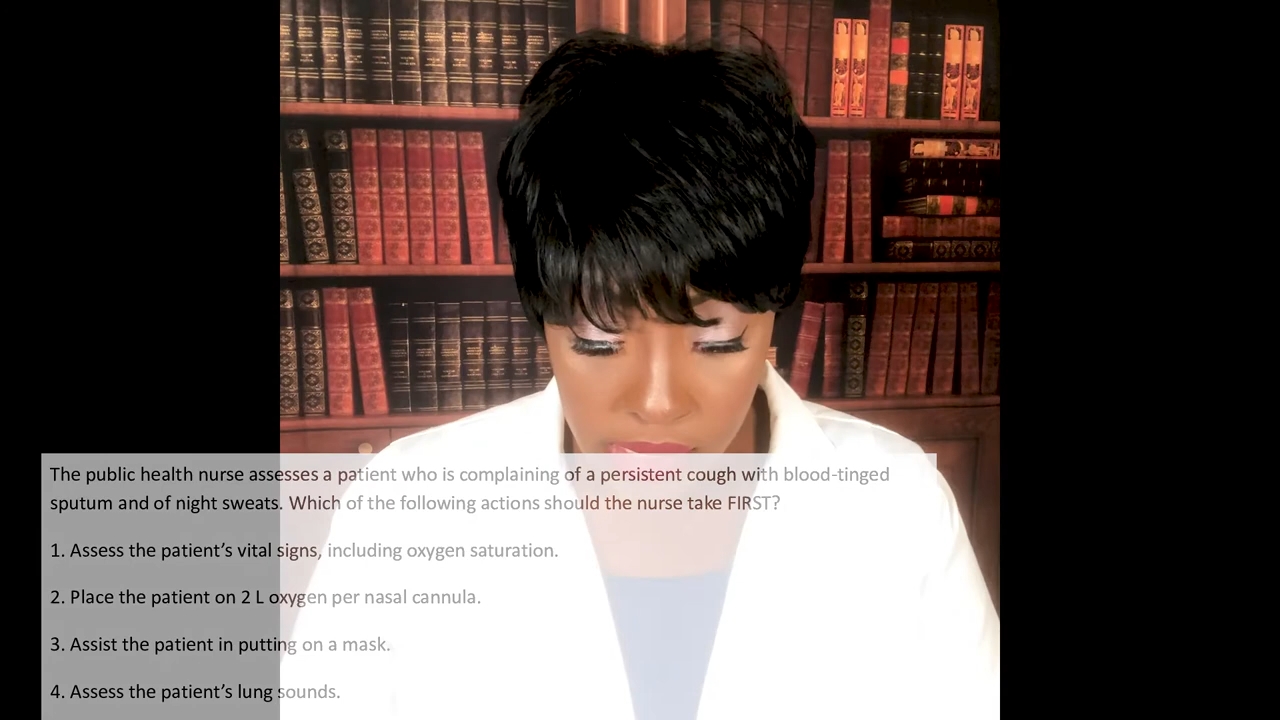 The public health nurse assesses a patient who is complaining of a persistent cough with blood-tinged
sputum and of night sweats. Which of the following actions should the nurse take FIRST?
1. Assess the patient’s vital signs, including oxygen saturation.
2. Place the patient on 2 L oxygen per nasal cannula.
3. Assist the patient in putting on a mask.
4. Assess the patient’s lung sounds.